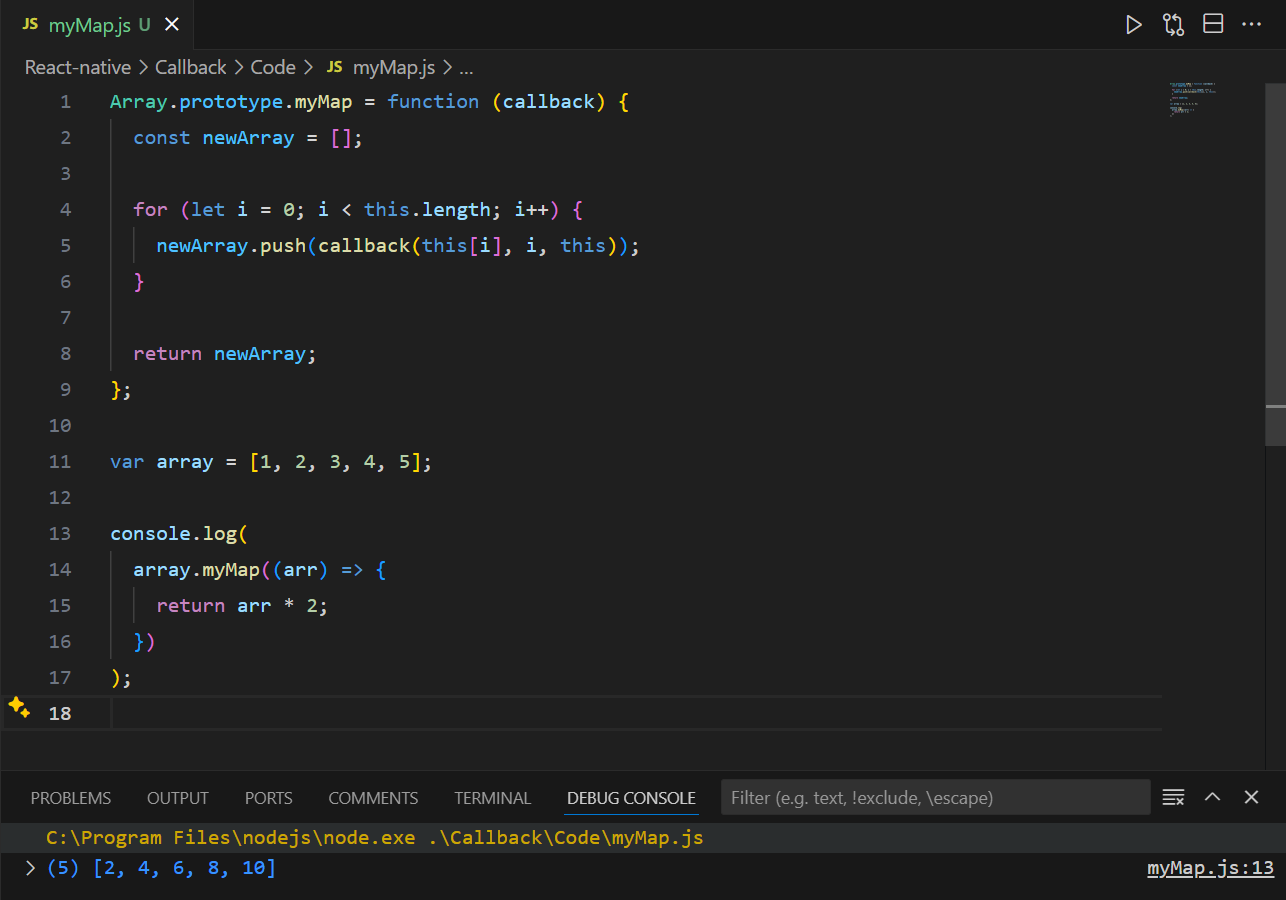 JS myMap.js U
React-native > Callback > Code > JS myMap.js > ...
1 Array.prototype.myMap = function (callback) {
2   const newArray = [];
3
4   for (let i = 0; i < this.length; i++) {
5     newArray.push(callback(this[i], i, this));
6   }
7
8   return newArray;
9 };
10
11 var array = [1, 2, 3, 4, 5];
12
13 console.log(
14   array.myMap((arr) => {
15     return arr * 2;
16   })
17 );
18
PROBLEMS OUTPUT PORTS COMMENTS TERMINAL DEBUG CONSOLE Filter (e.g. text, !exclude, \escape)
C:\Program Files\nodejs\node.exe .\Callback\Code\myMap.js
> (5) [2, 4, 6, 8, 10] myMap.js:13